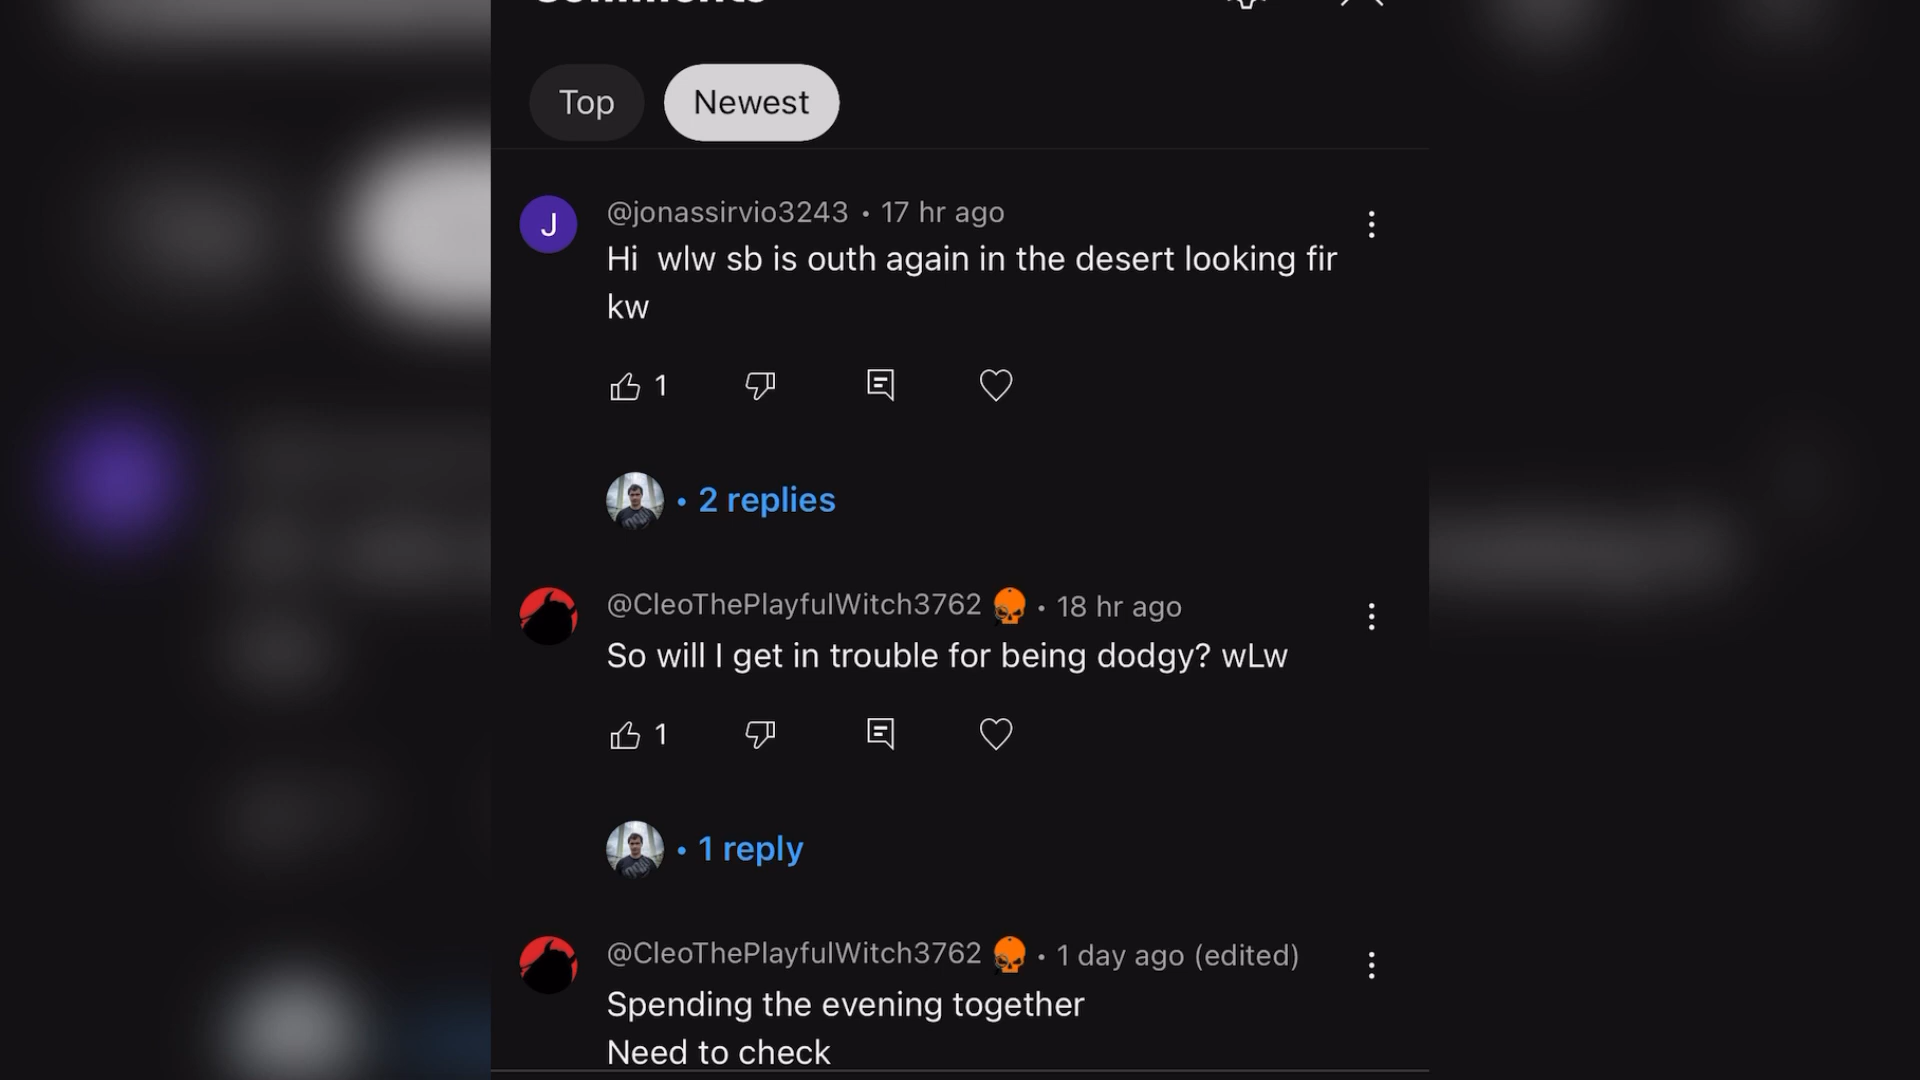 Comments
Top
Newest
J
@jonassirvio3243 • 17 hr ago
Hi wlw sb is outh again in the desert looking fir
kw
1
• 2 replies
@CleoThePlayfulWitch3762 • 18 hr ago
So will I get in trouble for being dodgy? wLw
1
• 1 reply
@CleoThePlayfulWitch3762 • 1 day ago (edited)
Spending the evening together
Need to check